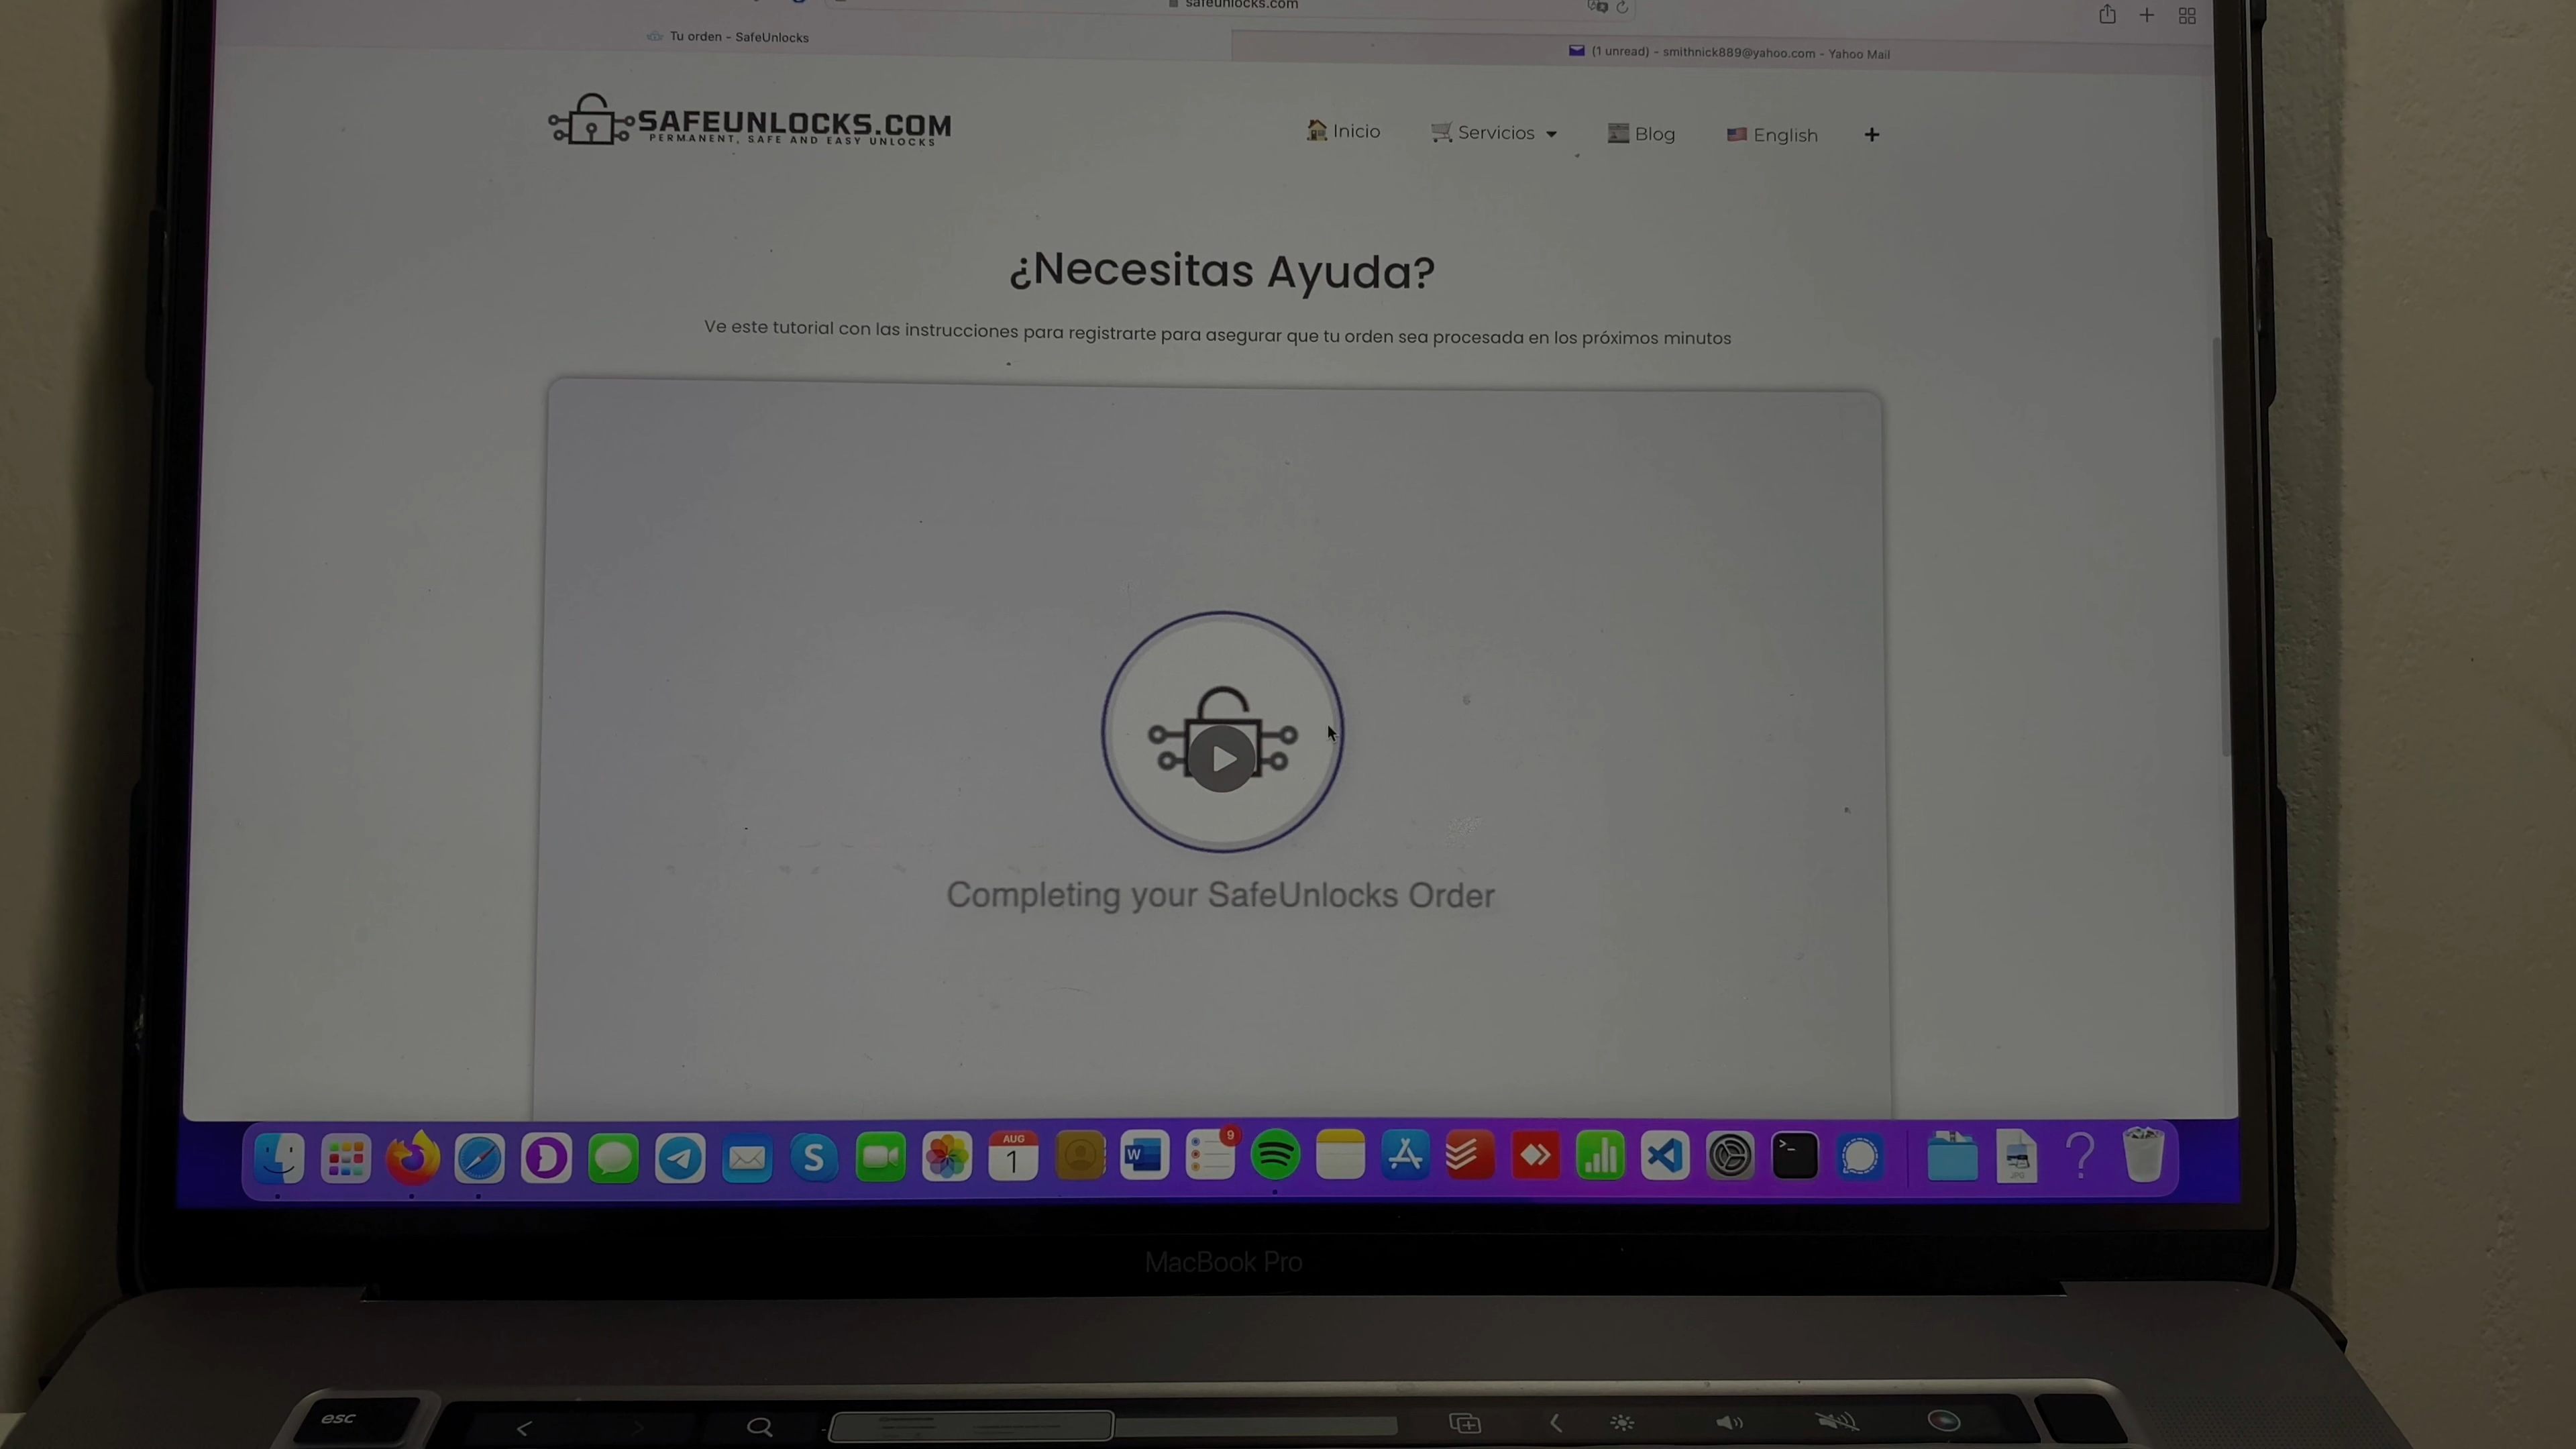 safeunlocks.com
Tu orden - SafeUnlocks
(1 unread) - smithnick889@yahoo.com - Yahoo Mail
SAFEUNLOCKS.COM
PERMANENT, SAFE AND EASY UNLOCKS
Inicio
Servicios
Blog
English
¿Necesitas Ayuda?
Ve este tutorial con las instrucciones para registrarte para asegurar que tu orden sea procesada en los próximos minutos
Completing your SafeUnlocks Order
AUG
1
W
9
S
JPG
MacBook Pro
esc